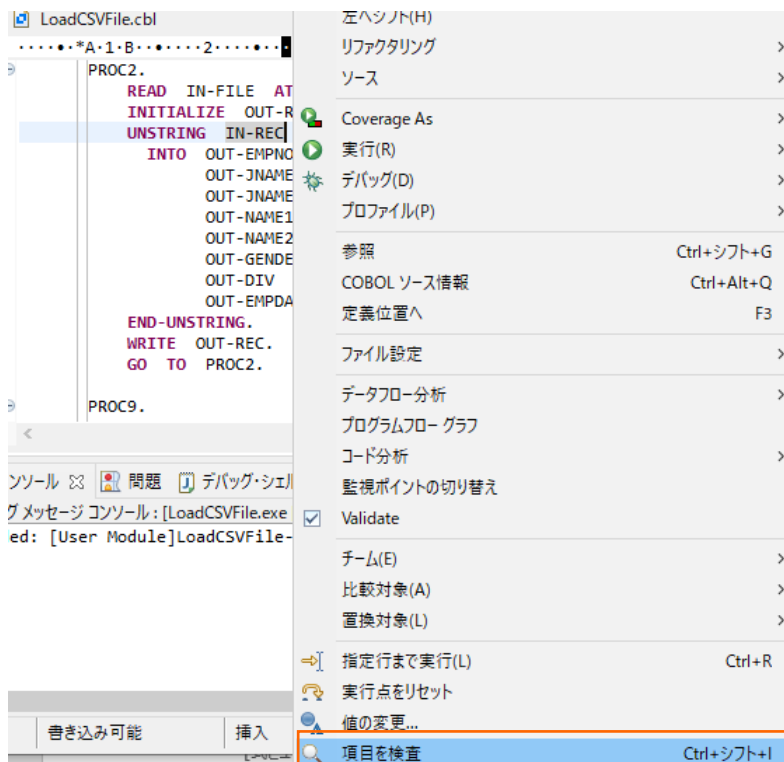 LoadCSVFile.cbl
····•·*A·1·B··•····2····•··
PROC2.
READ IN-FILE AT
INITIALIZE OUT-R
UNSTRING IN-REC
INTO OUT-EMPNO
OUT-JNAME
OUT-JNAME
OUT-NAME1
OUT-NAME2
OUT-GENDE
OUT-DIV
OUT-EMPDA
END-UNSTRING.
WRITE OUT-REC.
GO TO PROC2.
PROC9.
ンソール 問題 デバッグ・シェル
グ メッセージ コンソール : [LoadCSVFile.exe
ed: [User Module]LoadCSVFile-
書き込み可能 挿入
左へシフト(H)
リファクタリング
ソース
Coverage As
実行(R)
デバッグ(D)
プロファイル(P)
参照 Ctrl+シフト+G
COBOL ソース情報 Ctrl+Alt+Q
定義位置へ F3
ファイル設定
データフロー分析
プログラムフロー グラフ
コード分析
監視ポイントの切り替え
Validate
チーム(E)
比較対象(A)
置換対象(L)
指定行まで実行(L) Ctrl+R
実行点をリセット
値の変更...
項目を検査 Ctrl+シフト+I